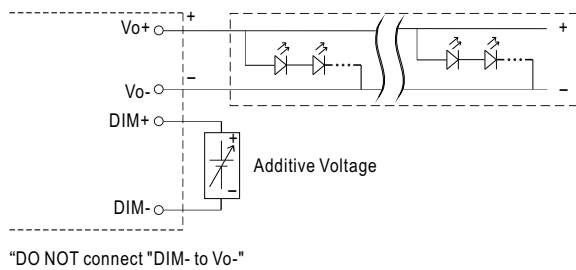 Vo+ + +
Vo- - -
DIM+
+
Additive Voltage
-
DIM-
“DO NOT connect "DIM- to Vo-"